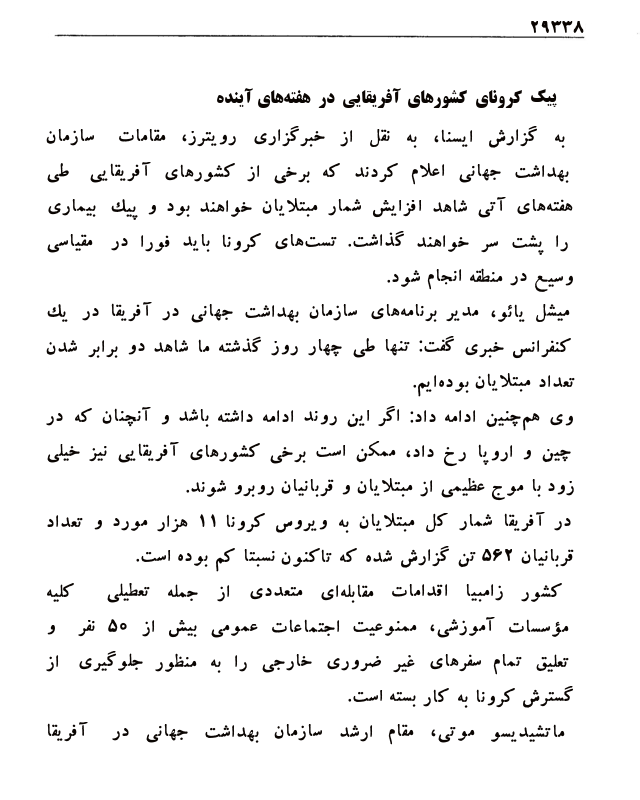 ۲۹۳۳۸
پیک کرونای کشورهای آفریقایی در هفته‌های آینده
به گزارش ایسنا، به نقل از خبرگزاری رویترز، مقامات سازمان
بهداشت جهانی اعلام کردند که برخی از کشورهای آفریقایی طی
هفته‌های آتی شاهد افزایش شمار مبتلایان خواهند بود و پیك بیماری
را پشت سر خواهند گذاشت. تست‌های کرونا باید فورا در مقیاسی
وسیع در منطقه انجام شود.
میشل یائو، مدیر برنامه‌های سازمان بهداشت جهانی در آفریقا در یك
کنفرانس خبری گفت: تنها طی چهار روز گذشته ما شاهد دو برابر شدن
تعداد مبتلایان بوده‌ایم.
وی هم‌چنین ادامه داد: اگر این روند ادامه داشته باشد و آنچنان که در
چین و اروپا رخ داد، ممکن است برخی کشورهای آفریقایی نیز خیلی
زود با موج عظیمی از مبتلایان و قربانیان روبرو شوند.
در آفریقا شمار کل مبتلایان به ویروس کرونا ۱۱ هزار مورد و تعداد
قربانیان ۵۶۲ تن گزارش شده که تاکنون نسبتا کم بوده است.
کشور زامبیا اقدامات مقابله‌ای متعددی از جمله تعطیلی کلیه
مؤسسات آموزشی، ممنوعیت اجتماعات عمومی بیش از ۵۰ نفر و
تعلیق تمام سفرهای غیر ضروری خارجی را به منظور جلوگیری از
گسترش کرونا به کار بسته است.
ماتشیدیسو موتی، مقام ارشد سازمان بهداشت جهانی در آفریقا